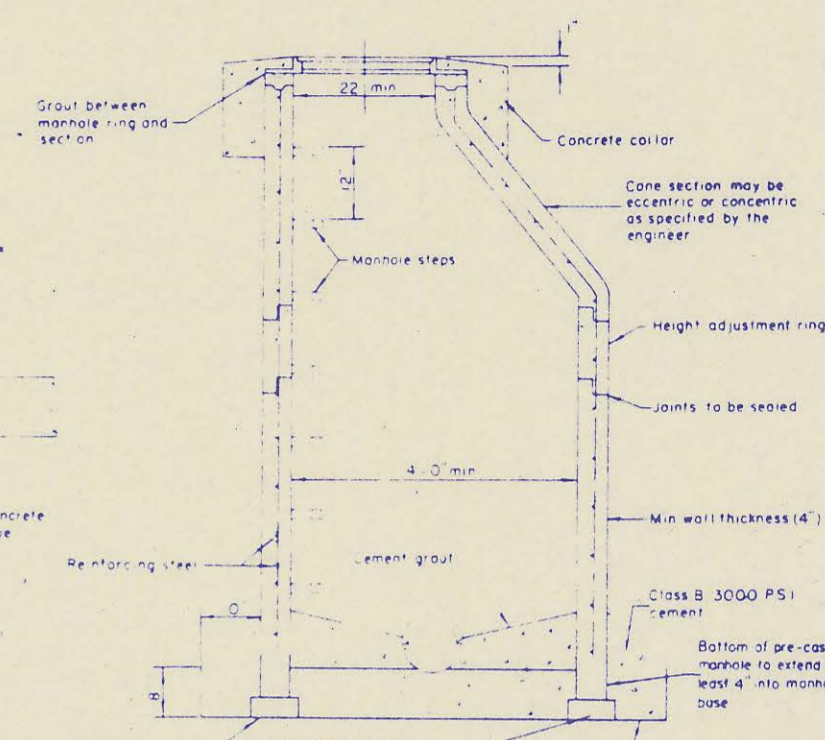 1"
Grout between
manhole ring and
section
22" min
Concrete collar
12"
Cone section may be
eccentric or concentric
as specified by the
engineer
Manhole steps
Height adjustment ring
Joints to be sealed
4'-0" min
ncrete
Min wall thickness (4")
Reinforcing steel
Cement grout
Class B 3000 PSI
cement
Bottom of pre-cas
manhole to extend
least 4" into manho
base
8"